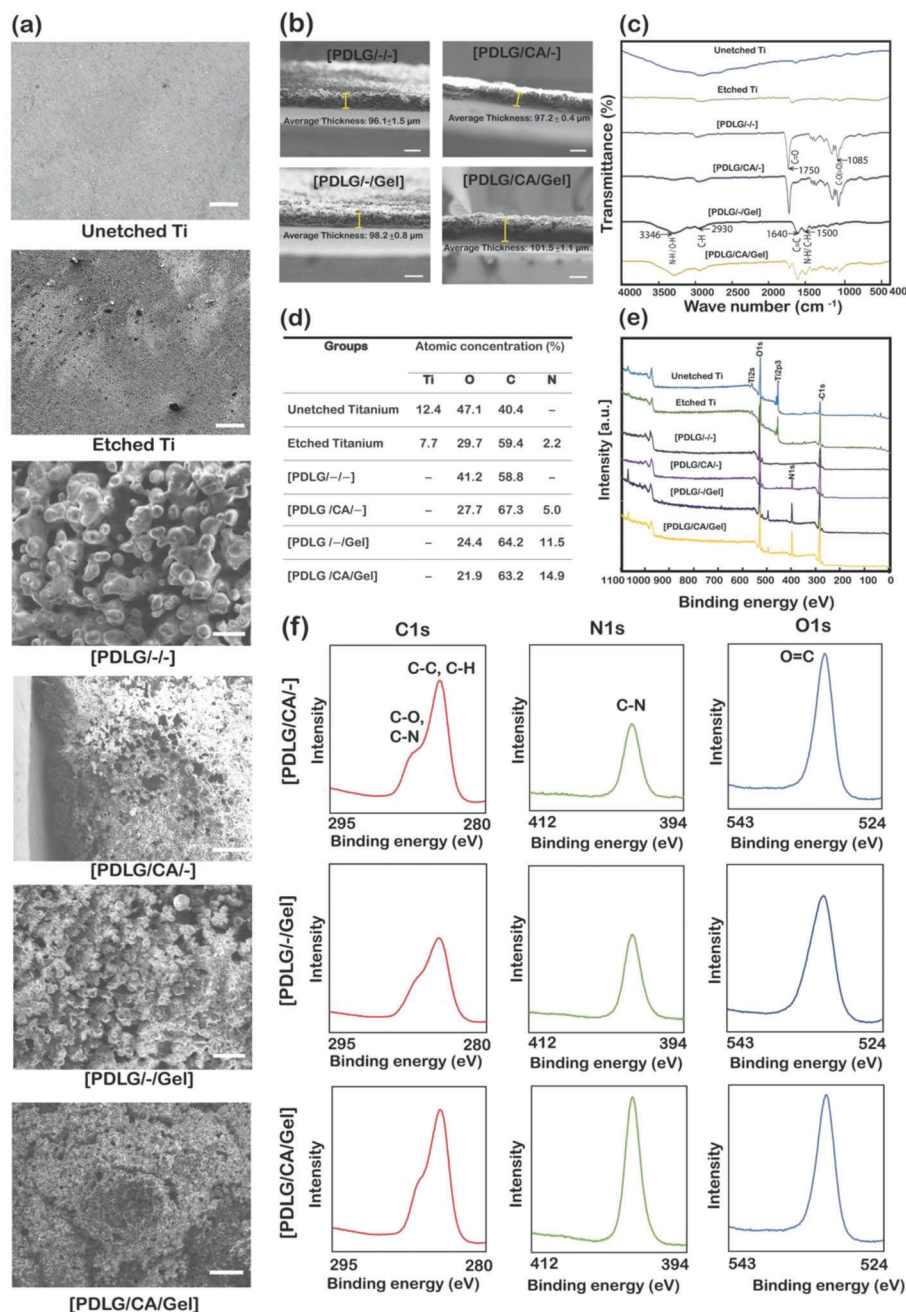 (a)
Unetched Ti
Etched Ti
[PDLG/-/-]
[PDLG/CA/-]
[PDLG/-/Gel]
[PDLG/CA/Gel]
(b)
[PDLG/-/-]
Average Thickness: 96.1±1.5 µm
[PDLG/CA/-]
Average Thickness: 97.2± 0.4 µm
[PDLG/-/Gel]
Average Thickness: 98.2±0.8 µm
[PDLG/CA/Gel]
Average Thickness: 101.5±1.1 µm
(c)
Transmittance (%)
Unetched Ti
Etched Ti
[PDLG/-/-]
C=O
1750
1085
[PDLG/CA/-]
[PDLG/-/Gel]
3346
N-H/ O-H
2930
C-H
1640
C=C
1500
N-H/ C-H
[PDLG/CA/Gel]
4000 3000 2000 1700 400
Wave number (cm -1)
(d)
Groups Atomic concentration (%)
Ti O C N
Unetched Titanium 12.4 47.1 40.4 –
Etched Titanium 7.7 29.7 59.4 2.2
[PDLG/–/–] – 41.2 58.8 –
[PDLG /CA/–] – 27.7 67.3 5.0
[PDLG /–/Gel] – 24.4 64.2 11.5
[PDLG /CA/Gel] – 21.9 63.2 14.9
(e)
Intensity [a.u.]
Unetched Ti
Ti2s
O1s
Ti2p3
C1s
Etched Ti
[PDLG/-/-]
[PDLG/CA/-]
N1s
[PDLG/-/Gel]
[PDLG/CA/Gel]
1100 1000 800 600 400 200 0
Binding energy (eV)
(f)
C1s N1s O1s
[PDLG/CA/-]
Intensity
C-O,
C-N
C-C, C-H
295 280
Binding energy (eV)
Intensity
C-N
412 394
Binding energy (eV)
Intensity
O=C
543 524
Binding energy (eV)
[PDLG/-/Gel]
Intensity
295 280
Binding energy (eV)
Intensity
412 394
Binding energy (eV)
Intensity
543 524
Binding energy (eV)
[PDLG/CA/Gel]
Intensity
295 280
Binding energy (eV)
Intensity
412 394
Binding energy (eV)
Intensity
543 524
Binding energy (eV)